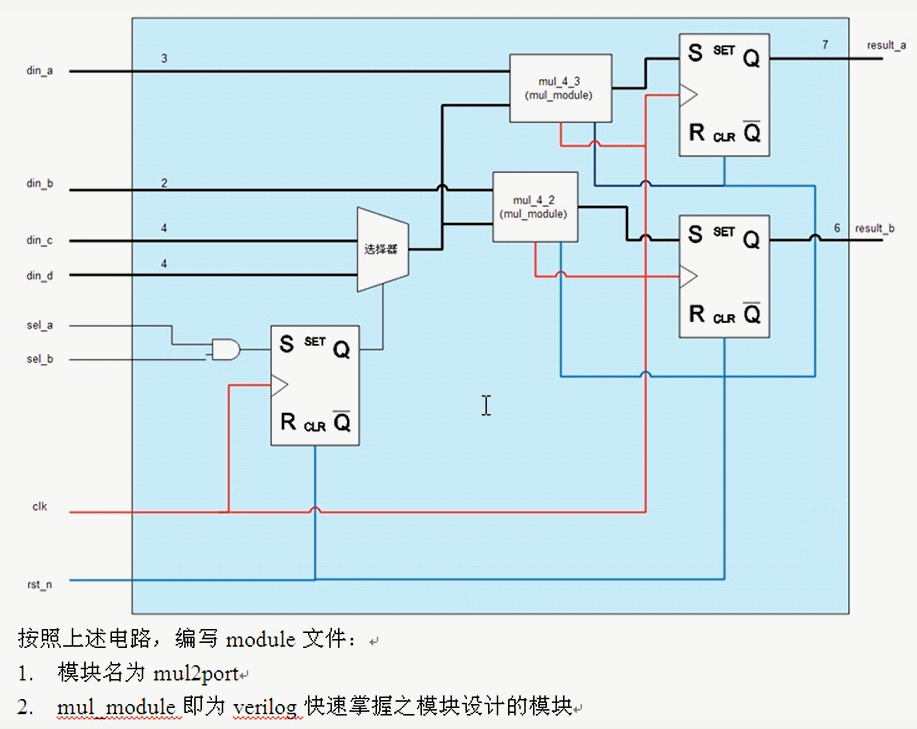 din_a
3
mul_4_3
(mul_module)
S SET Q
R CLR Q
7
result_a
din_b
2
mul_4_2
(mul_module)
S SET Q
R CLR Q
6
result_b
din_c
4
din_d
4
选择器
sel_a
sel_b
S SET Q
R CLR Q
clk
rst_n
按照上述电路，编写 module 文件：
1. 模块名为 mul2port
2. mul_module 即为 verilog 快速掌握之模块设计的模块